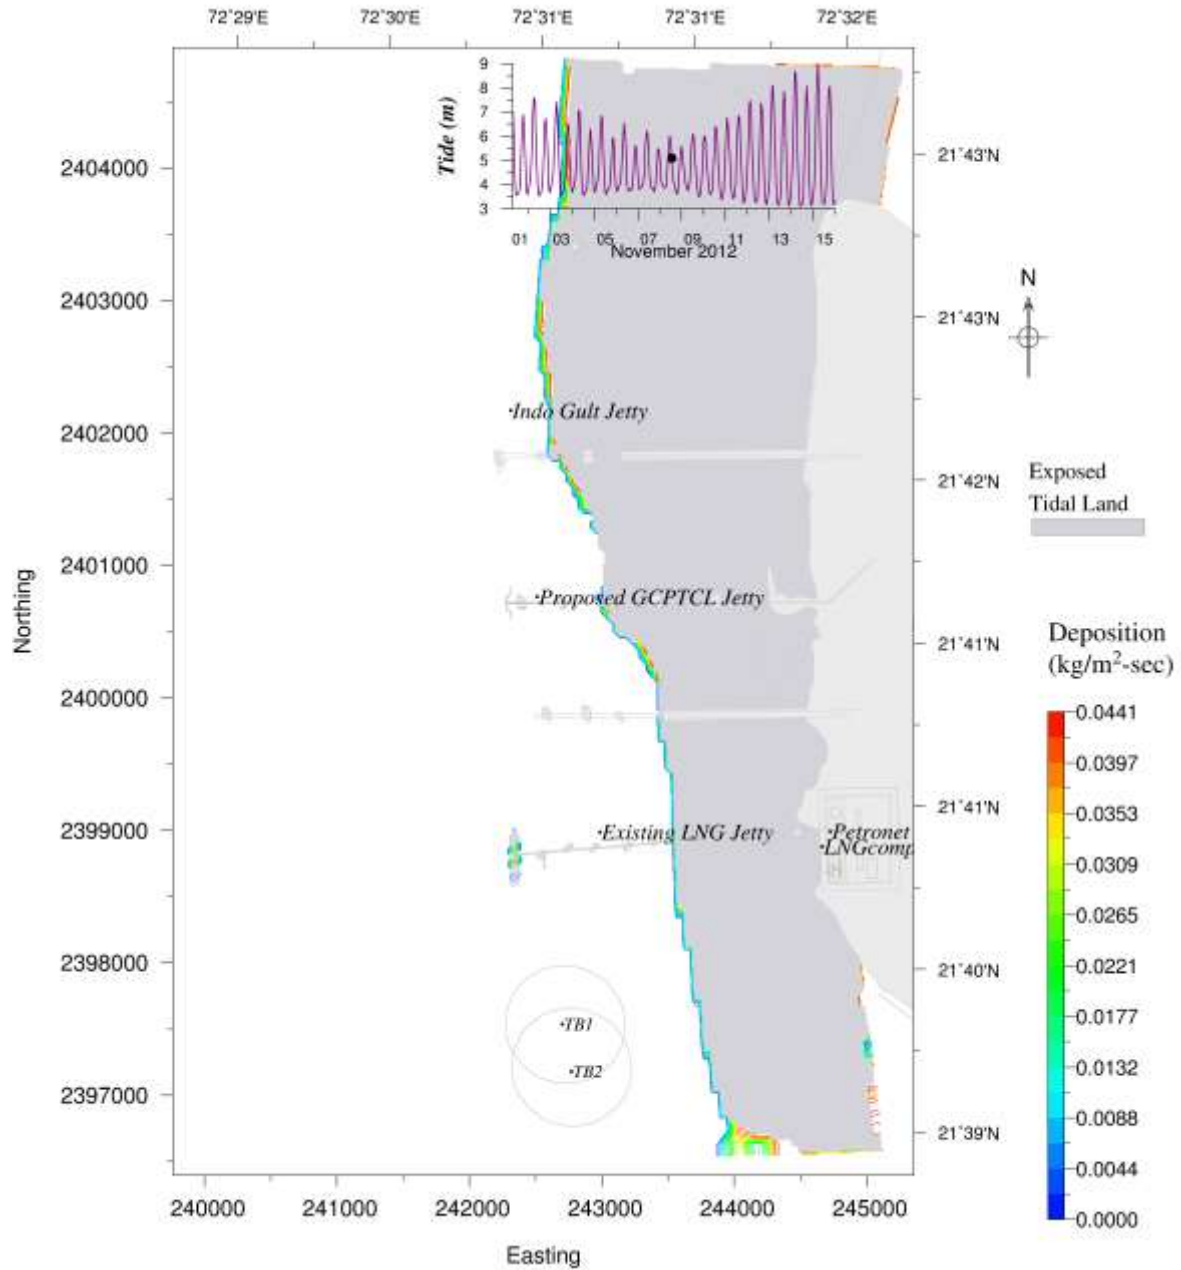 72°29'E 72°30'E 72°31'E 72°31'E 72°32'E
9
8
7
6
5
4
3
Tide (m)
01 03 05 07 09 11 13 15
November 2012
2404000
2403000
2402000
2401000
2400000
2399000
2398000
2397000
Northing
21°43'N
21°43'N
21°42'N
21°41'N
21°41'N
21°40'N
21°39'N
Indo Gult Jetty
Proposed GCPTCL Jetty
Existing LNG Jetty
Petronet
LNGcomp
TB1
TB2
240000 241000 242000 243000 244000 245000
Easting
N
Exposed
Tidal Land
Deposition
(kg/m²-sec)
0.0441
0.0397
0.0353
0.0309
0.0265
0.0221
0.0177
0.0132
0.0088
0.0044
0.0000